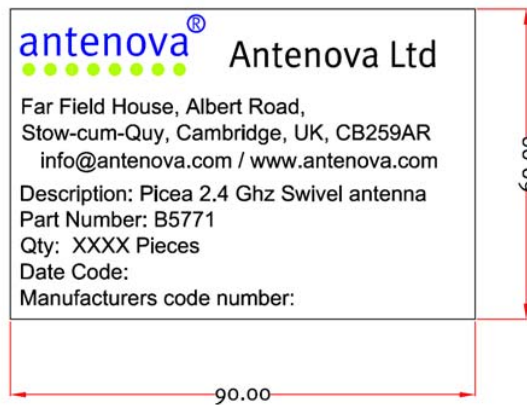 antenova®
Antenova Ltd
Far Field House, Albert Road,
Stow-cum-Quy, Cambridge, UK, CB259AR
info@antenova.com / www.antenova.com
Description: Picea 2.4 Ghz Swivel antenna
Part Number: B5771
Qty: XXXX Pieces
Date Code:
Manufacturers code number:
90.00